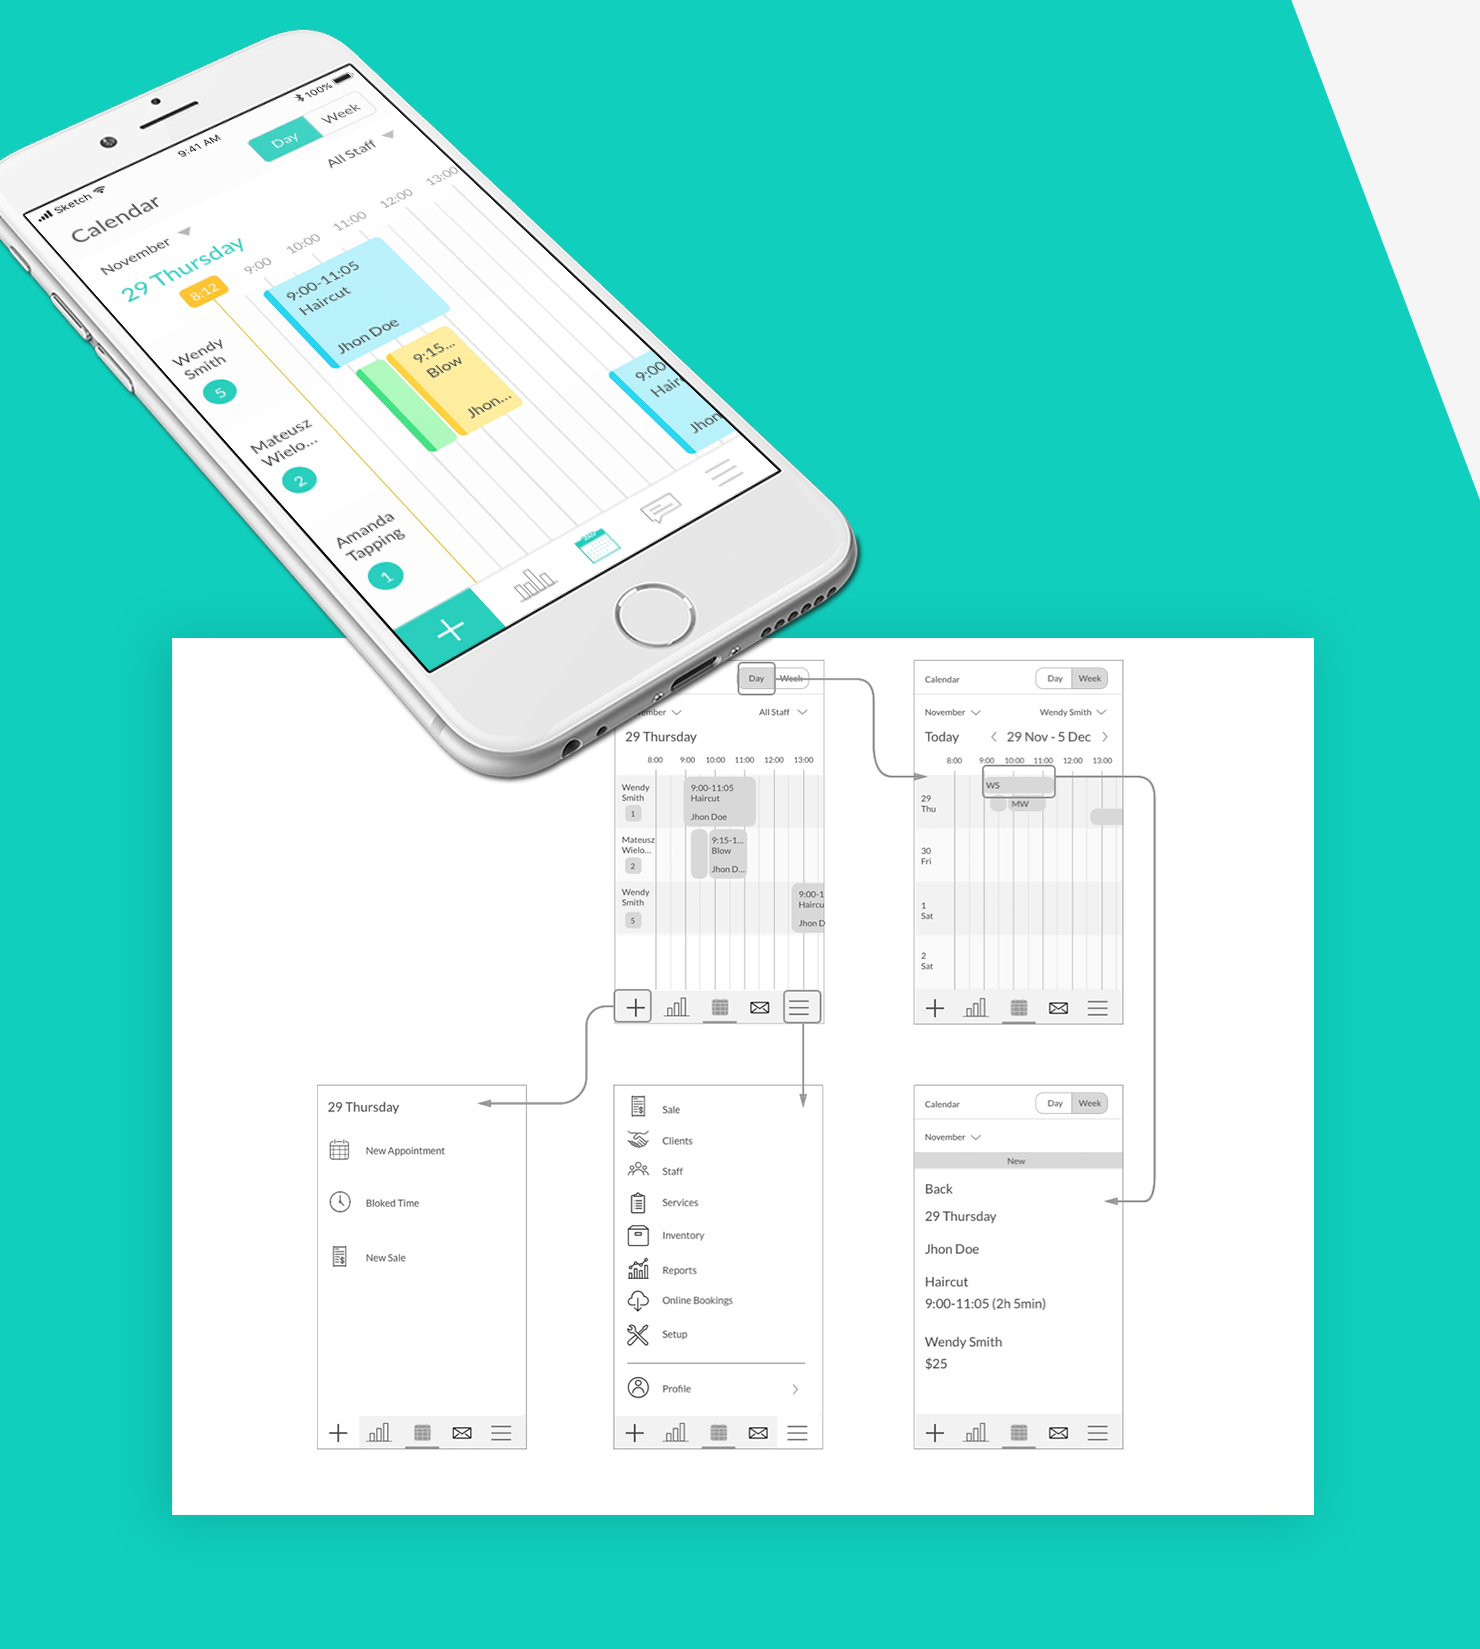 Sketch
9:41 AM
100%
Calendar
Day
Week
November
All Staff
29 Thursday
8:12
9:00
10:00
11:00
12:00
13:00
Wendy
Smith
5
Mateusz
Wielo...
2
Amanda
Tapping
1
9:00-11:05
Haircut
Jhon Doe
9:15...
Blow
Jhon...
9:00
Hair
Jhon
Day
Week
All Staff
29 Thursday
8:00
9:00
10:00
11:00
12:00
13:00
Wendy
Smith
1
9:00-11:05
Haircut
Jhon Doe
Mateusz
Wielo...
2
9:15-1...
Blow
Jhon D...
Wendy
Smith
5
9:00-1
Haircu
Jhon D
Calendar
Day
Week
November
Wendy Smith
Today
29 Nov - 5 Dec
8:00
9:00
10:00
11:00
12:00
13:00
WS
MW
29
Thu
30
Fri
1
Sat
2
Sat
29 Thursday
New Appointment
Bloked Time
New Sale
Sale
Clients
Staff
Services
Inventory
Reports
Online Bookings
Setup
Profile
Calendar
Day
Week
November
New
Back
29 Thursday
Jhon Doe
Haircut
9:00-11:05 (2h 5min)
Wendy Smith
$25